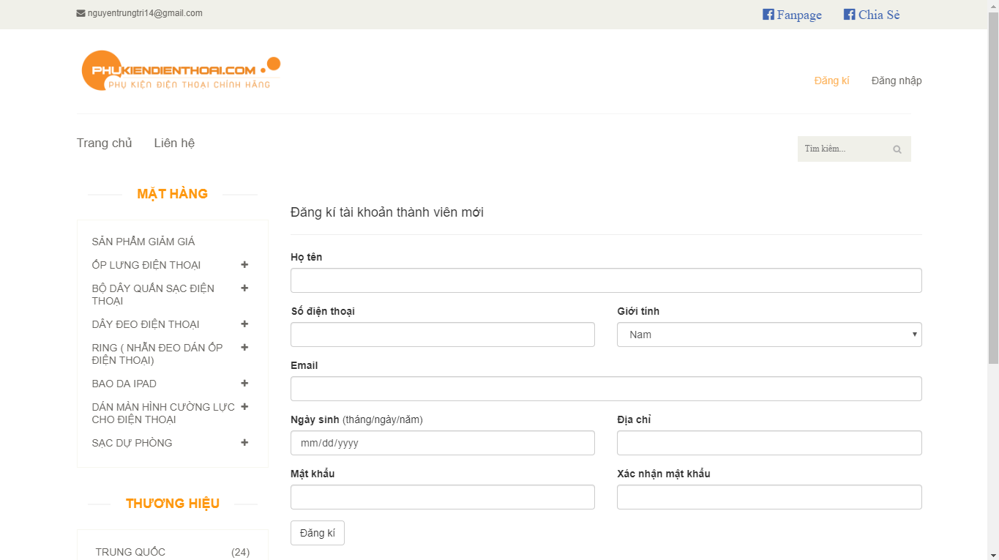 nguyentrungtri14@gmail.com
Fanpage
Chia Sẻ
PHUKIENDIENTHOAI.COM
PHỤ KIỆN ĐIỆN THOẠI CHÍNH HÃNG
Đăng kí
Đăng nhập
Trang chủ
Liên hệ
Tìm kiếm...
MẶT HÀNG
SẢN PHẨM GIẢM GIÁ
ỐP LƯNG ĐIỆN THOẠI
BỘ DÂY QUẤN SẠC ĐIỆN
THOẠI
DÂY ĐEO ĐIỆN THOẠI
RING ( NHẪN ĐEO DÁN ỐP
ĐIỆN THOẠI)
BAO DA IPAD
DÁN MÀN HÌNH CƯỜNG LỰC
CHO ĐIỆN THOẠI
SẠC DỰ PHÒNG
THƯƠNG HIỆU
TRUNG QUỐC (24)
Đăng kí tài khoản thành viên mới
Họ tên
Số điện thoại
Giới tính
Nam
Email
Ngày sinh (tháng/ngày/năm)
mm/dd/yyyy
Địa chỉ
Mật khẩu
Xác nhận mật khẩu
Đăng kí